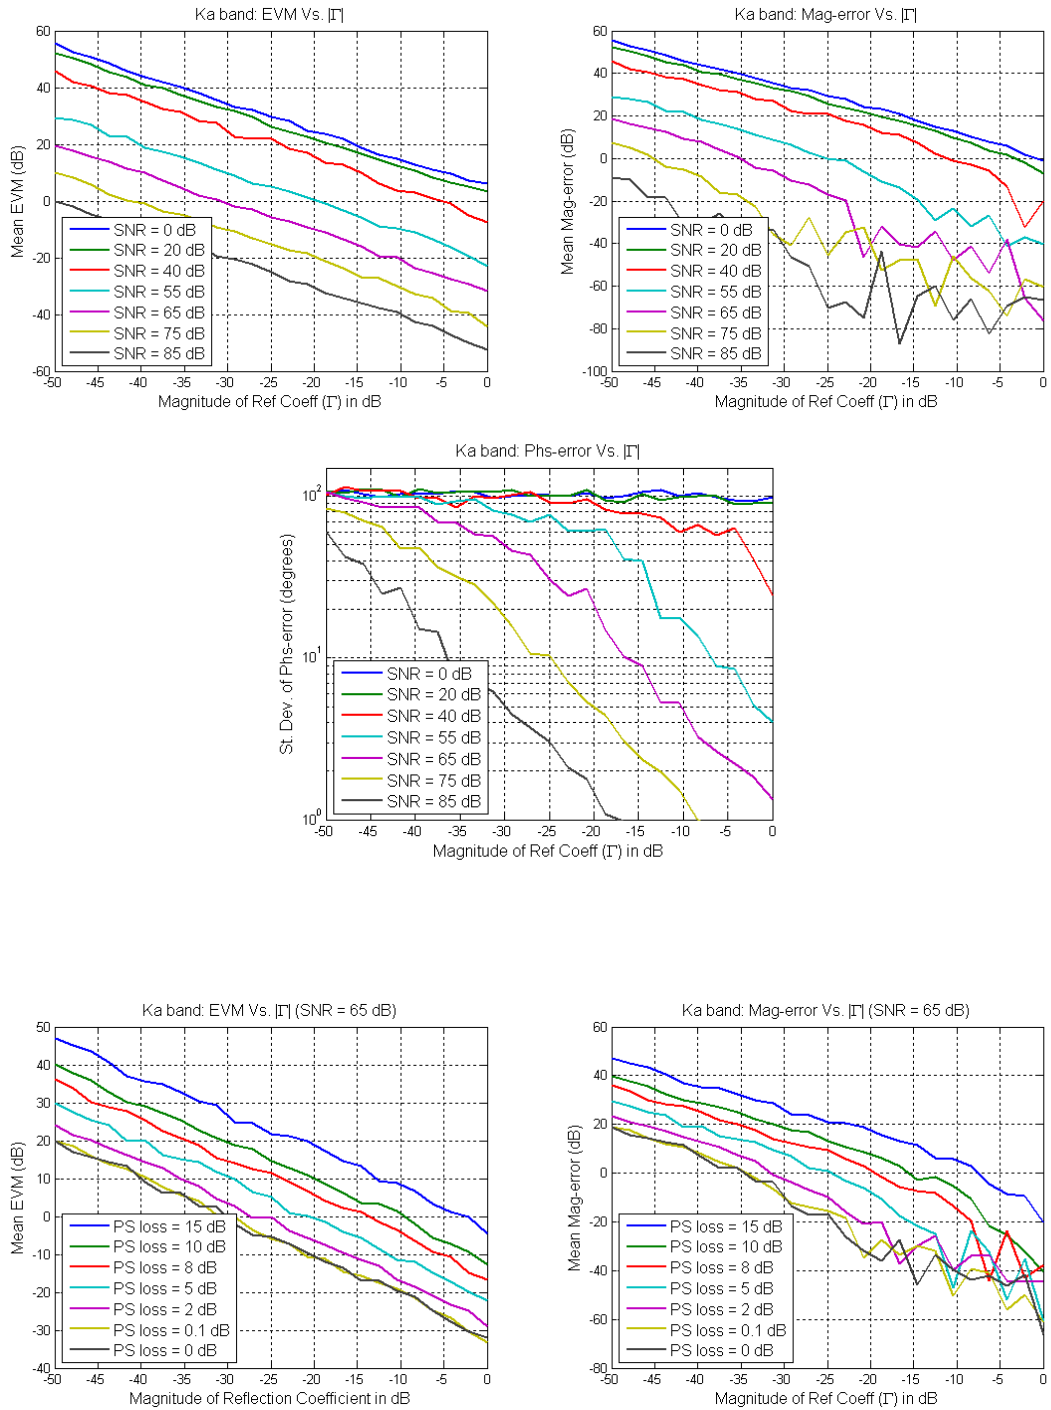 Ka band: EVM Vs. |Γ|
60
40
20
0
-20
-40
-60
Mean EVM (dB)
SNR = 0 dB
SNR = 20 dB
SNR = 40 dB
SNR = 55 dB
SNR = 65 dB
SNR = 75 dB
SNR = 85 dB
-50 -45 -40 -35 -30 -25 -20 -15 -10 -5 0
Magnitude of Ref Coeff (Γ) in dB
Ka band: Mag-error Vs. |Γ|
60
40
20
0
-20
-40
-60
-80
-100
Mean Mag-error (dB)
SNR = 0 dB
SNR = 20 dB
SNR = 40 dB
SNR = 55 dB
SNR = 65 dB
SNR = 75 dB
SNR = 85 dB
-50 -45 -40 -35 -30 -25 -20 -15 -10 -5 0
Magnitude of Ref Coeff (Γ) in dB
Ka band: Phs-error Vs. |Γ|
10²
10¹
10⁰
St. Dev. of Phs-error (degrees)
SNR = 0 dB
SNR = 20 dB
SNR = 40 dB
SNR = 55 dB
SNR = 65 dB
SNR = 75 dB
SNR = 85 dB
-50 -45 -40 -35 -30 -25 -20 -15 -10 -5 0
Magnitude of Ref Coeff (Γ) in dB
Ka band: EVM Vs. |Γ| (SNR = 65 dB)
50
40
30
20
10
0
-10
-20
-30
-40
Mean EVM (dB)
PS loss = 15 dB
PS loss = 10 dB
PS loss = 8 dB
PS loss = 5 dB
PS loss = 2 dB
PS loss = 0.1 dB
PS loss = 0 dB
-50 -45 -40 -35 -30 -25 -20 -15 -10 -5 0
Magnitude of Reflection Coefficient in dB
Ka band: Mag-error Vs. |Γ| (SNR = 65 dB)
60
40
20
0
-20
-40
-60
-80
Mean Mag-error (dB)
PS loss = 15 dB
PS loss = 10 dB
PS loss = 8 dB
PS loss = 5 dB
PS loss = 2 dB
PS loss = 0.1 dB
PS loss = 0 dB
-50 -45 -40 -35 -30 -25 -20 -15 -10 -5 0
Magnitude of Ref Coeff (Γ) in dB